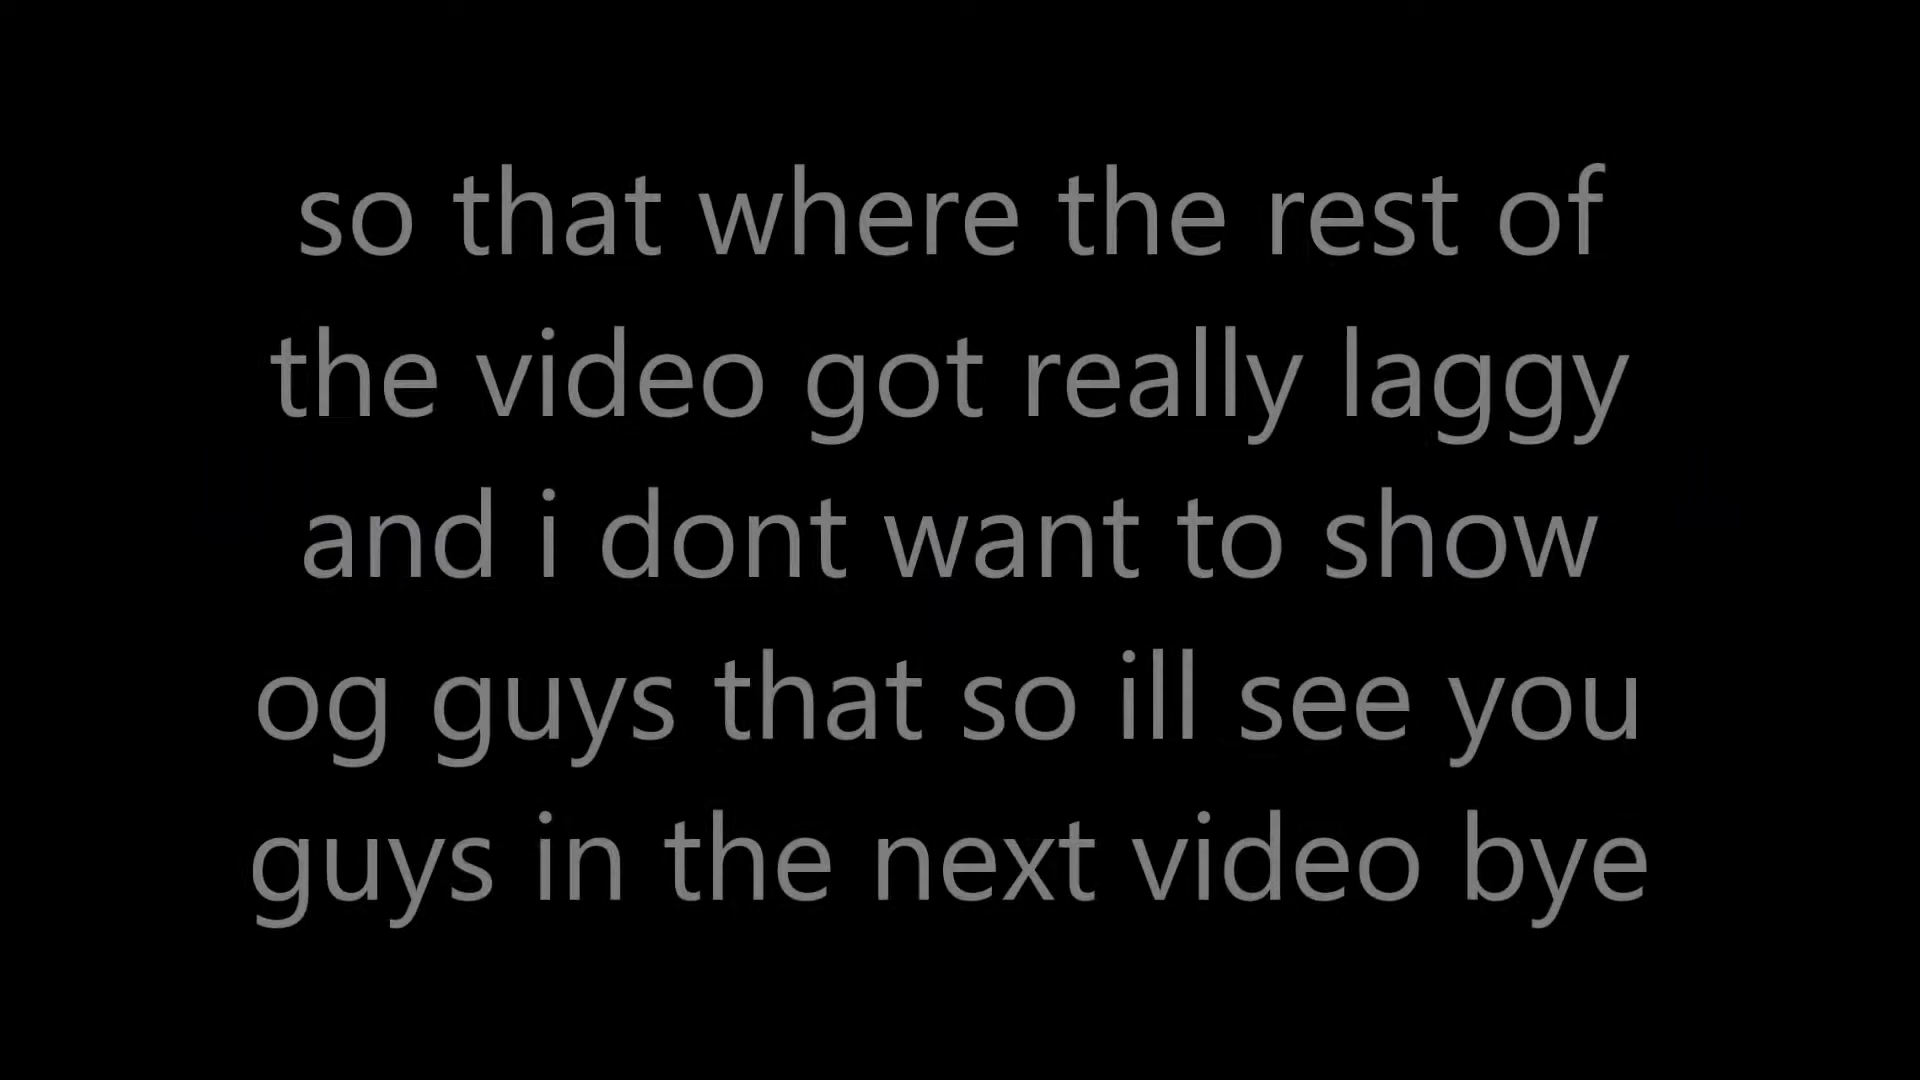 so that where the rest of
the video got really laggy
and i dont want to show
og guys that so ill see you
guys in the next video bye